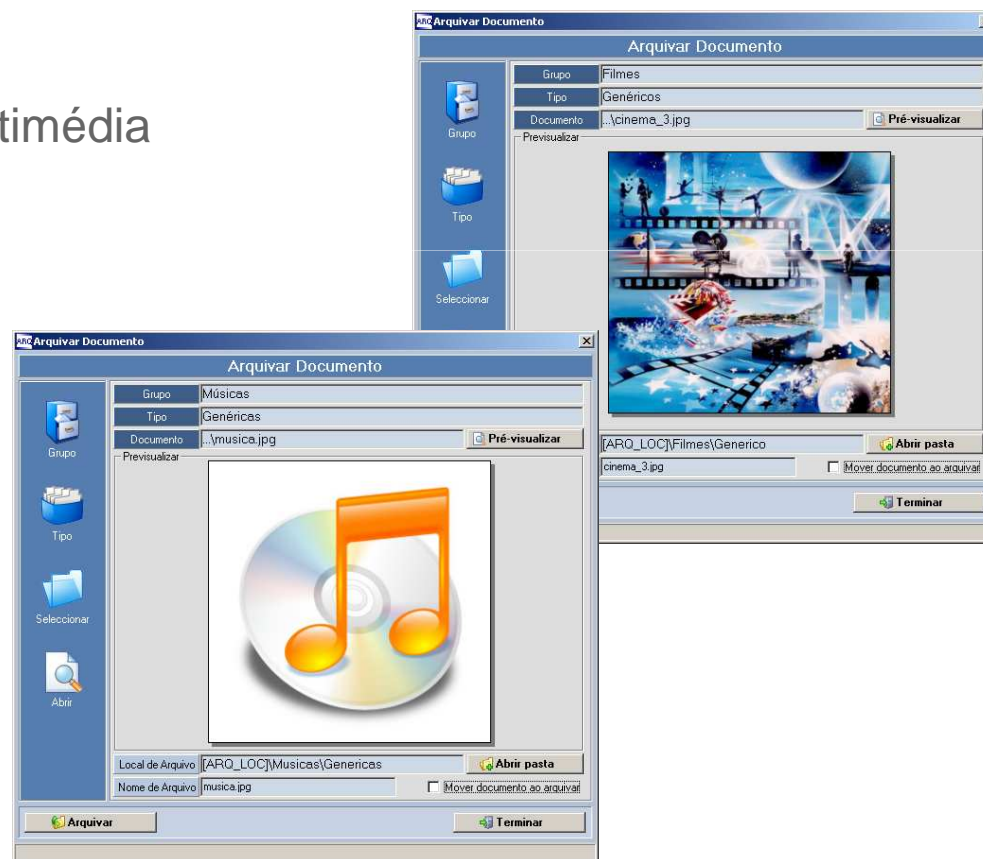 timédia
ARQ Arquivar Documento
Arquivar Documento
Grupo Filmes
Tipo Genéricos
Documento ...\cinema_3.jpg Pré-visualizar
Previsualizar
Grupo
Tipo
Seleccionar
[ARQ_LOC]\Filmes\Generico Abrir pasta
cinema_3.jpg Mover documento ao arquivar
Terminar
ARQ Arquivar Documento
Arquivar Documento
Grupo Músicas
Tipo Genéricas
Documento ...\musica.jpg Pré-visualizar
Previsualizar
Grupo
Tipo
Seleccionar
Abrir
Local de Arquivo [ARQ_LOC]\Musicas\Genericas Abrir pasta
Nome de Arquivo musica.jpg Mover documento ao arquivar
Arquivar Terminar